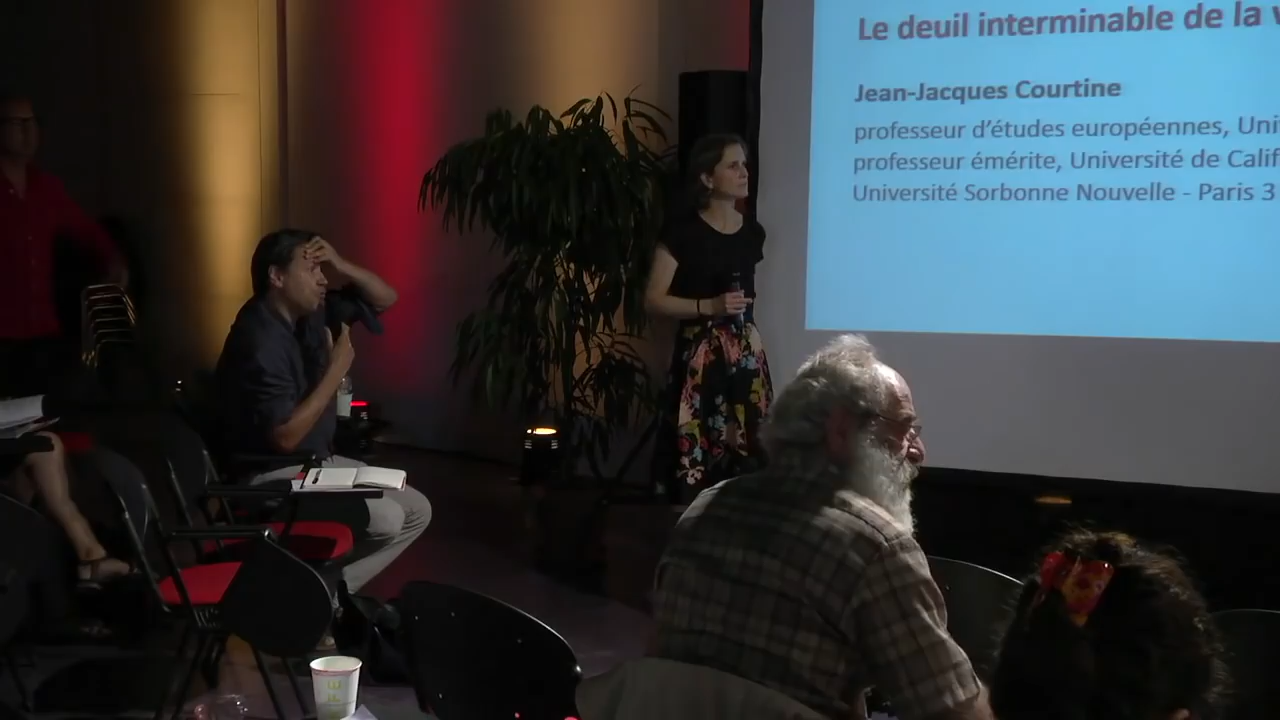 Le deuil interminable de la
Jean-Jacques Courtine
professeur d'études européennes, Uni
professeur émérite, Université de Calif
Université Sorbonne Nouvelle - Paris 3